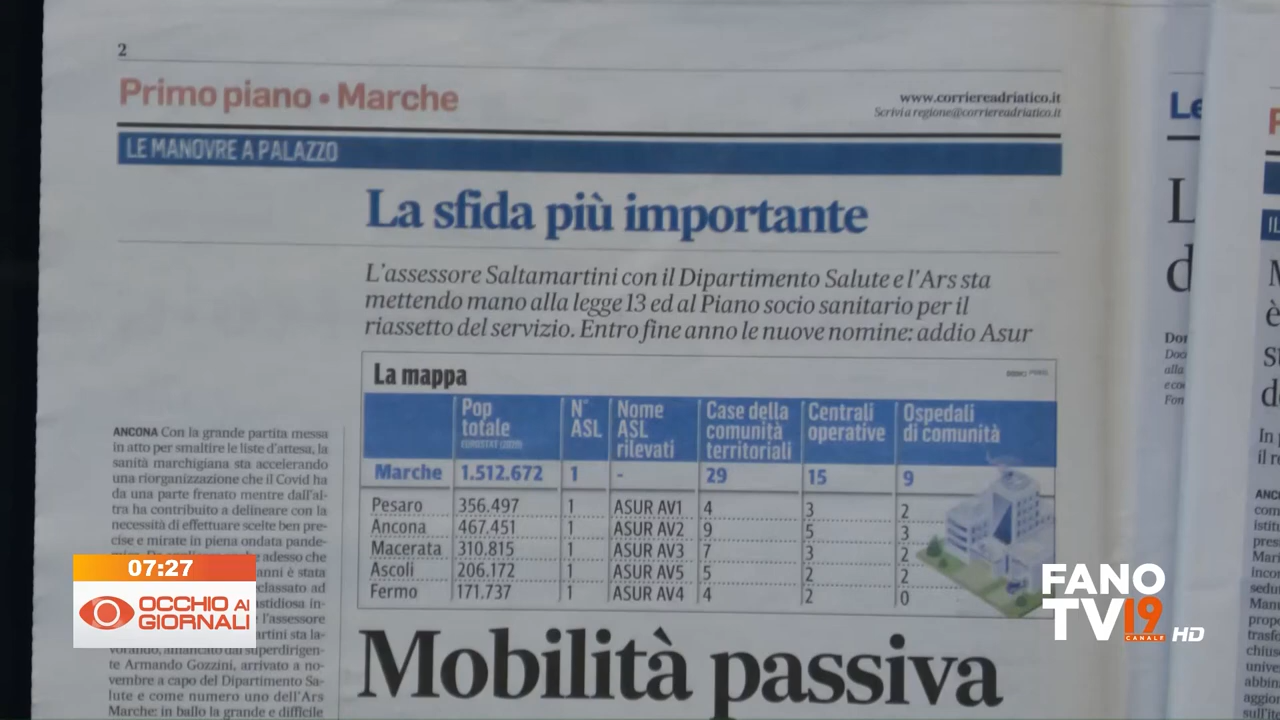 2
Primo piano • Marche
www.corriereadriatico.it
Scrivi a regione@corriereadriatico.it
LE MANOVRE A PALAZZO
La sfida più importante
L'assessore Saltamartini con il Dipartimento Salute e l'Ars sta
mettendo mano alla legge 13 ed al Piano socio sanitario per il
riassetto del servizio. Entro fine anno le nuove nomine: addio Asur
La mappa
Pop totale EUROSTAT (2020) N° ASL Nome ASL rilevati Case della comunità territoriali Centrali operative Ospedali di comunità
Marche 1.512.672 1 - 29 15 9
Pesaro 356.497 1 ASUR AV1 4 3 2
Ancona 467.451 1 ASUR AV2 9 5 3
Macerata 310.815 1 ASUR AV3 7 3 2
Ascoli 206.172 1 ASUR AV5 5 2 2
Fermo 171.737 1 ASUR AV4 4 2 0
Mobilità passiva
ANCONA Con la grande partita messa
in atto per smaltire le liste d'attesa, la
sanità marchigiana sta accelerando
una riorganizzazione che il Covid ha
da una parte frenato mentre dall'al-
tra ha contribuito a delineare con la
necessità di effettuare scelte ben pre-
cise e mirate in piena ondata pande-
adesso che
anni è stata
l'assessore
artini sta la-
vorando, affiancato dal superdirigen-
te Armando Gozzini, arrivato a no-
vembre a capo del Dipartimento Sa-
lute e come numero uno dell'Ars
Marche: in ballo la grande e difficile
07:27
OCCHIO AI
GIORNALI
FANO
TV19
CANALE HD
Le
L
d